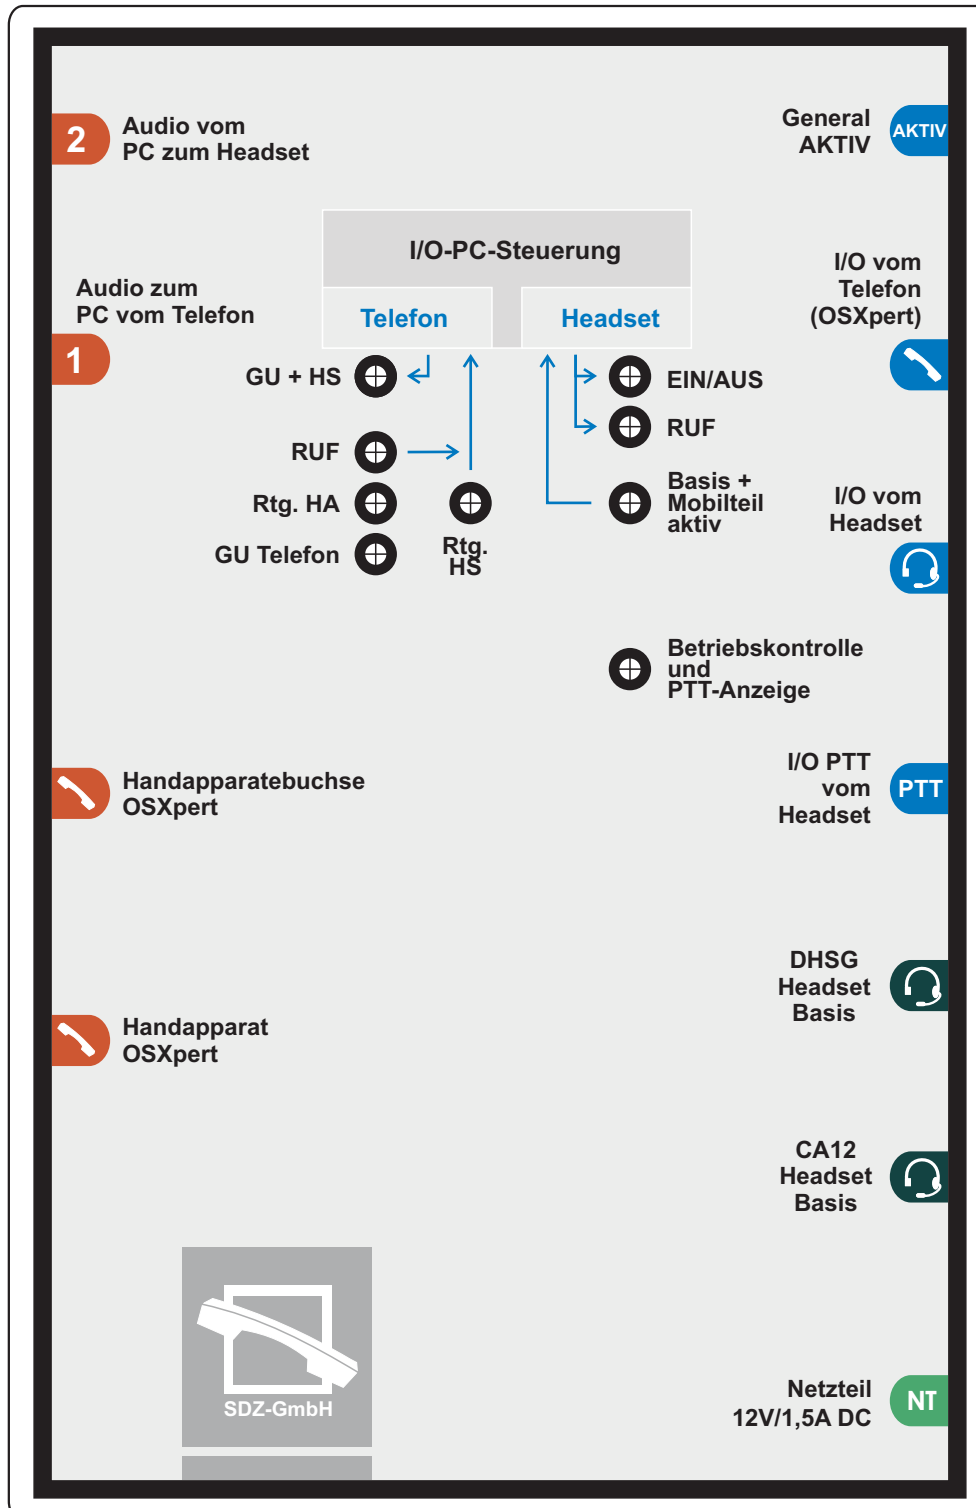 2
Audio vom
PC zum Headset
General
AKTIV
AKTIV
I/O-PC-Steuerung
Telefon
Headset
Audio zum
PC vom Telefon
1
I/O vom
Telefon
(OSXpert)
GU + HS
RUF
Rtg. HA
GU Telefon
Rtg.
HS
EIN/AUS
RUF
Basis +
Mobilteil
aktiv
I/O vom
Headset
Betriebskontrolle
und
PTT-Anzeige
Handapparatebuchse
OSXpert
I/O PTT
vom
Headset
PTT
DHSG
Headset
Basis
Handapparat
OSXpert
CA12
Headset
Basis
SDZ-GmbH
Netzteil
12V/1,5A DC
NT